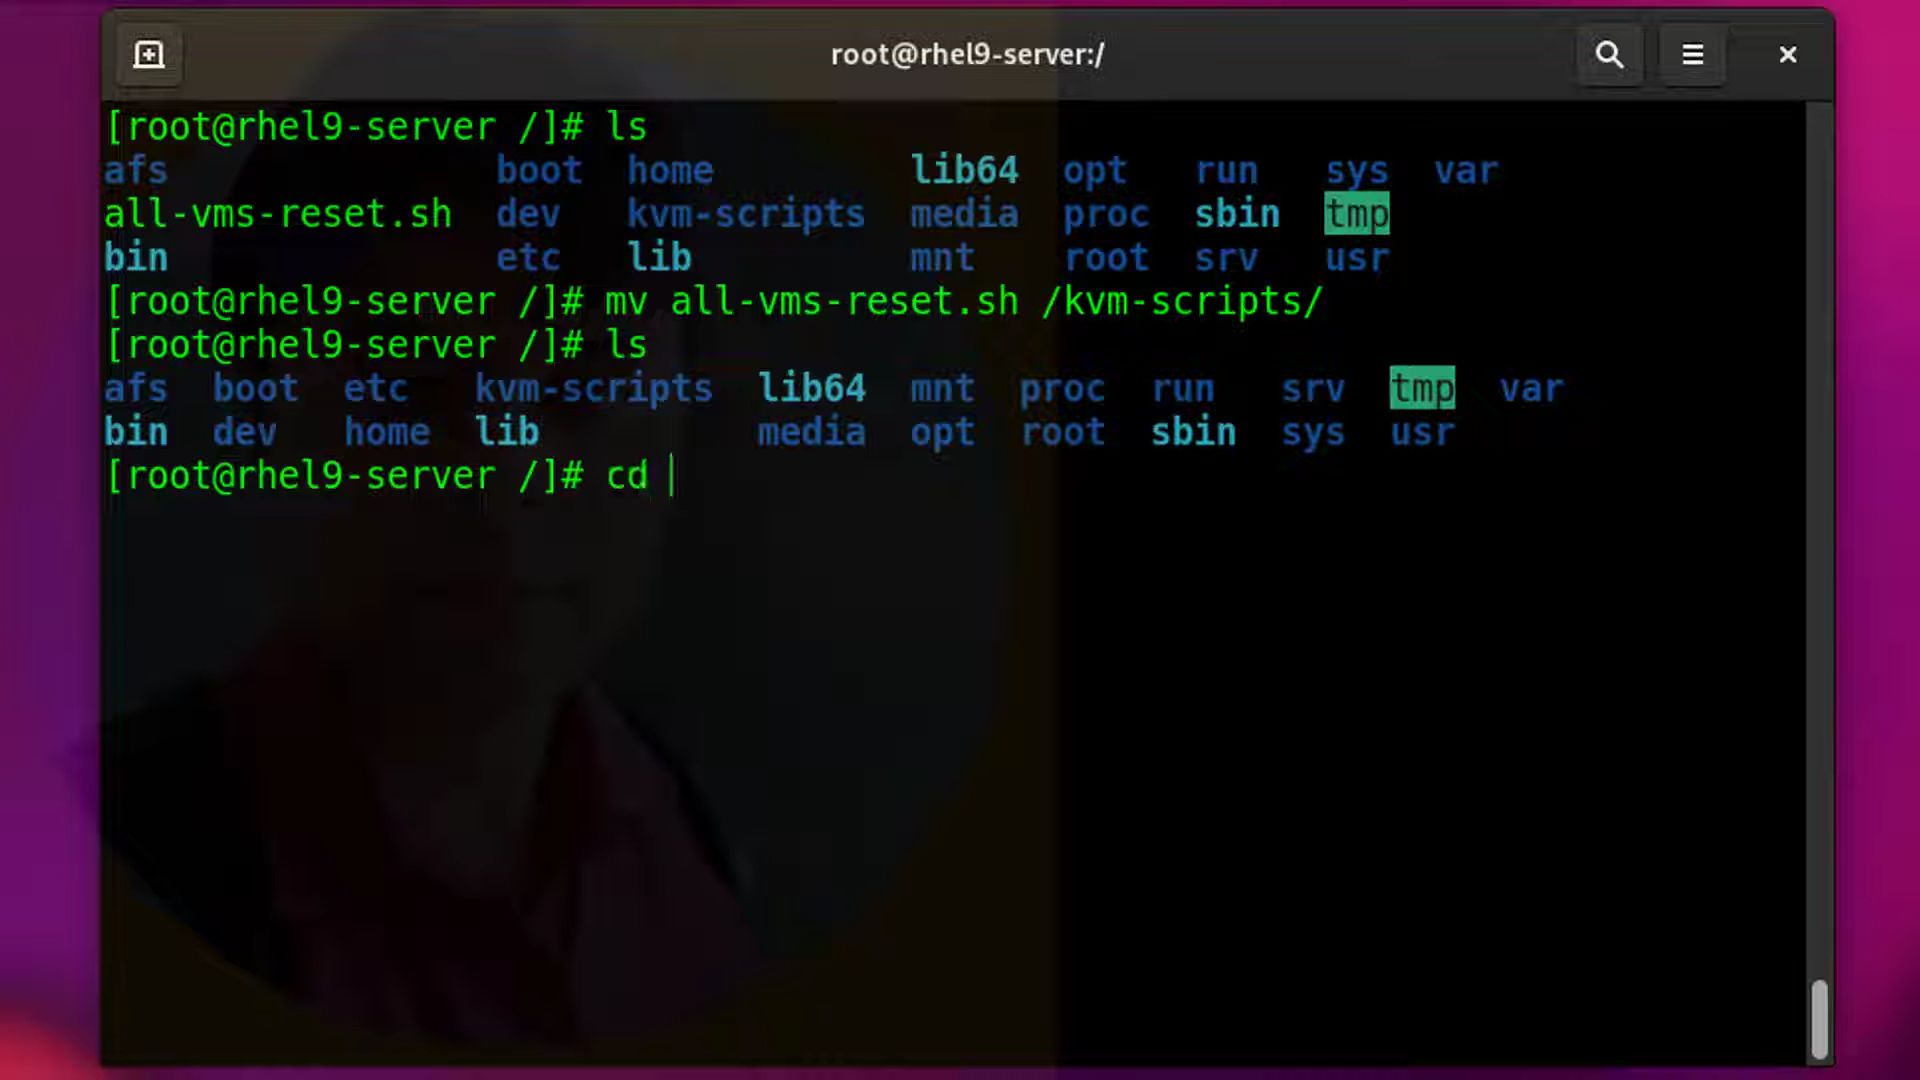 root@rhel9-server:/
[root@rhel9-server /]# ls
afs boot home lib64 opt run sys var
all-vms-reset.sh dev kvm-scripts media proc sbin tmp
bin etc lib mnt root srv usr
[root@rhel9-server /]# mv all-vms-reset.sh /kvm-scripts/
[root@rhel9-server /]# ls
afs boot etc kvm-scripts lib64 mnt proc run srv tmp var
bin dev home lib media opt root sbin sys usr
[root@rhel9-server /]# cd